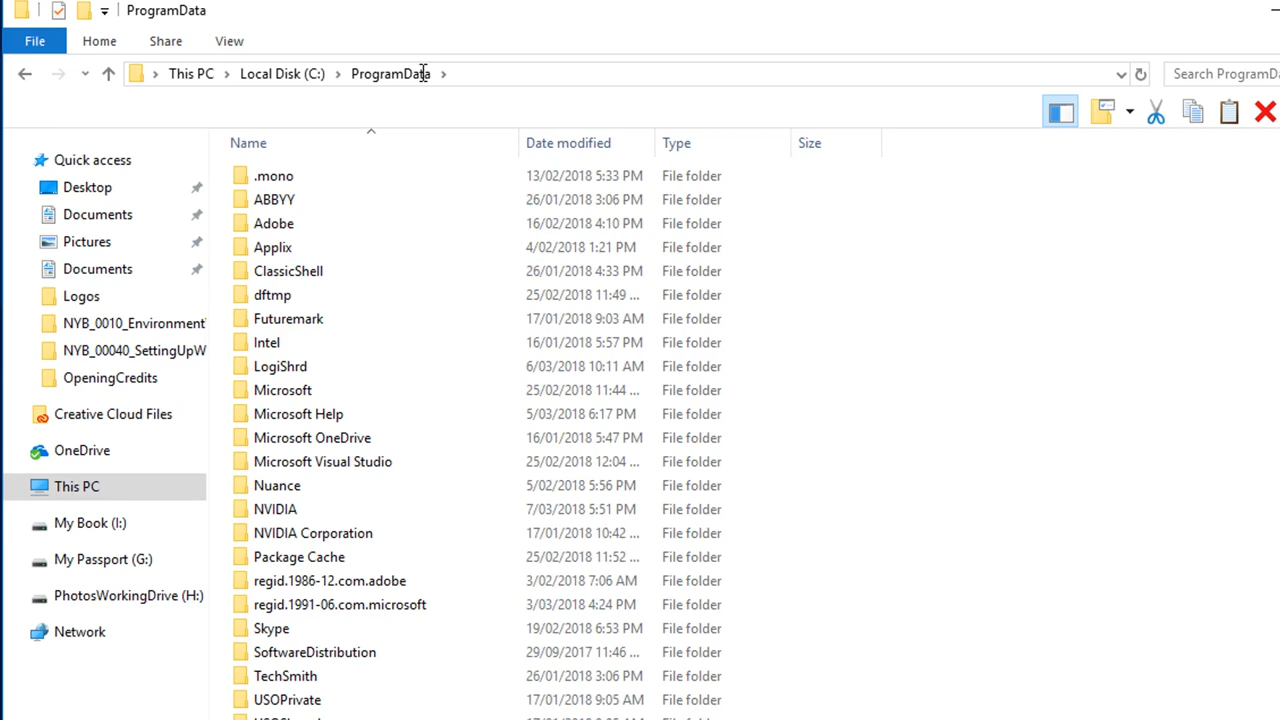 ProgramData
File Home Share View
This PC Local Disk (C:) ProgramData Search ProgramDa
Name Date modified Type Size
Quick access
Desktop
Documents
Pictures
Documents
Logos
NYB_0010_Environment
NYB_00040_SettingUpW
OpeningCredits
Creative Cloud Files
OneDrive
This PC
My Book (I:)
My Passport (G:)
PhotosWorkingDrive (H:)
Network
.mono 13/02/2018 5:33 PM File folder
ABBYY 26/01/2018 3:06 PM File folder
Adobe 16/02/2018 4:10 PM File folder
Applix 4/02/2018 1:21 PM File folder
ClassicShell 26/01/2018 4:33 PM File folder
dftmp 25/02/2018 11:49 ... File folder
Futuremark 17/01/2018 9:03 AM File folder
Intel 16/01/2018 5:57 PM File folder
LogiShrd 6/03/2018 10:11 AM File folder
Microsoft 25/02/2018 11:44 ... File folder
Microsoft Help 5/03/2018 6:17 PM File folder
Microsoft OneDrive 16/01/2018 5:47 PM File folder
Microsoft Visual Studio 25/02/2018 12:04 ... File folder
Nuance 5/02/2018 5:56 PM File folder
NVIDIA 7/03/2018 5:51 PM File folder
NVIDIA Corporation 17/01/2018 10:42 ... File folder
Package Cache 25/02/2018 11:52 ... File folder
regid.1986-12.com.adobe 3/02/2018 7:06 AM File folder
regid.1991-06.com.microsoft 3/03/2018 4:24 PM File folder
Skype 19/02/2018 6:53 PM File folder
SoftwareDistribution 29/09/2017 11:46 ... File folder
TechSmith 26/01/2018 3:06 PM File folder
USOPrivate 17/01/2018 9:05 AM File folder